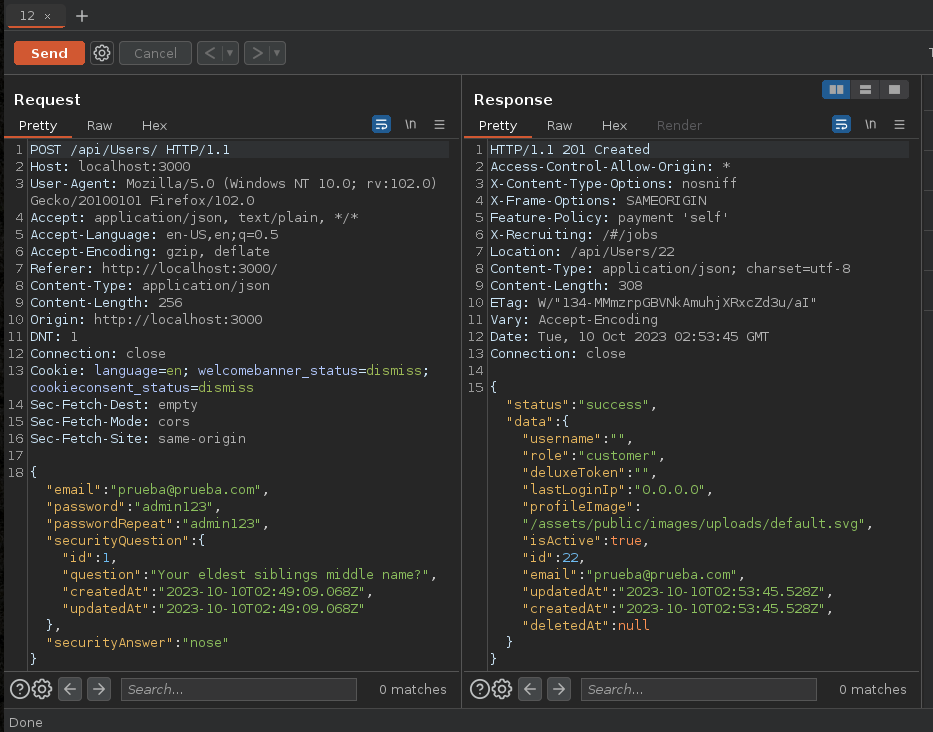 12 × +
Send Cancel < ▾ > ▾
Request
Pretty Raw Hex \n
1 POST /api/Users/ HTTP/1.1
2 Host: localhost:3000
3 User-Agent: Mozilla/5.0 (Windows NT 10.0; rv:102.0)
Gecko/20100101 Firefox/102.0
4 Accept: application/json, text/plain, */*
5 Accept-Language: en-US,en;q=0.5
6 Accept-Encoding: gzip, deflate
7 Referer: http://localhost:3000/
8 Content-Type: application/json
9 Content-Length: 256
10 Origin: http://localhost:3000
11 DNT: 1
12 Connection: close
13 Cookie: language=en; welcomebanner_status=dismiss;
cookieconsent_status=dismiss
14 Sec-Fetch-Dest: empty
15 Sec-Fetch-Mode: cors
16 Sec-Fetch-Site: same-origin
17
18 {
"email":"prueba@prueba.com",
"password":"admin123",
"passwordRepeat":"admin123",
"securityQuestion":{
"id":1,
"question":"Your eldest siblings middle name?",
"createdAt":"2023-10-10T02:49:09.068Z",
"updatedAt":"2023-10-10T02:49:09.068Z"
},
"securityAnswer":"nose"
}
Search... 0 matches
Response
Pretty Raw Hex Render \n
1 HTTP/1.1 201 Created
2 Access-Control-Allow-Origin: *
3 X-Content-Type-Options: nosniff
4 X-Frame-Options: SAMEORIGIN
5 Feature-Policy: payment 'self'
6 X-Recruiting: /#/jobs
7 Location: /api/Users/22
8 Content-Type: application/json; charset=utf-8
9 Content-Length: 308
10 ETag: W/"134-MMmzrpGBVNkAmuhjXRxcZd3u/aI"
11 Vary: Accept-Encoding
12 Date: Tue, 10 Oct 2023 02:53:45 GMT
13 Connection: close
14
15 {
"status":"success",
"data":{
"username":"",
"role":"customer",
"deluxeToken":"",
"lastLoginIp":"0.0.0.0",
"profileImage":
"/assets/public/images/uploads/default.svg",
"isActive":true,
"id":22,
"email":"prueba@prueba.com",
"updatedAt":"2023-10-10T02:53:45.528Z",
"createdAt":"2023-10-10T02:53:45.528Z",
"deletedAt":null
}
}
Search... 0 matches
Done